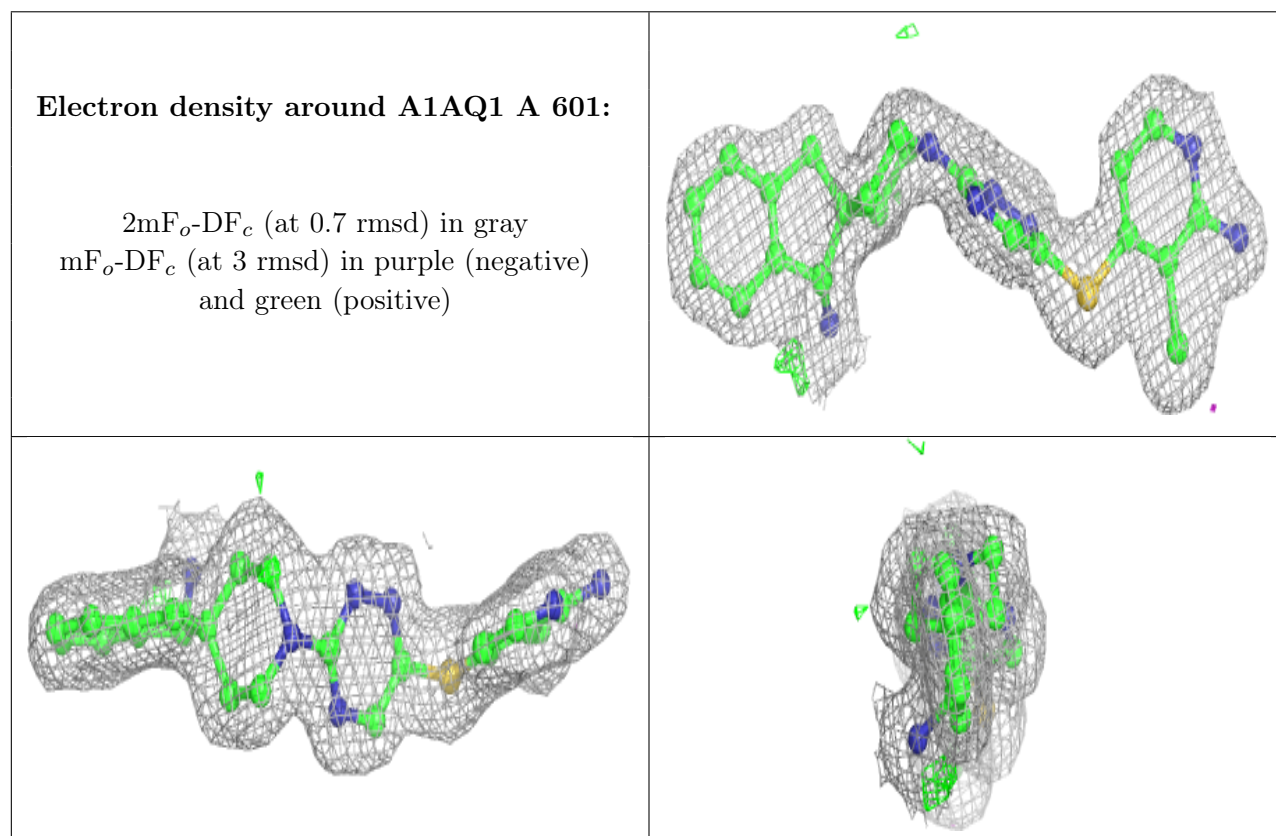 Electron density around A1AQ1 A 601:
2mFₒ-DF𝒸 (at 0.7 rmsd) in gray
mFₒ-DF𝒸 (at 3 rmsd) in purple (negative)
and green (positive)